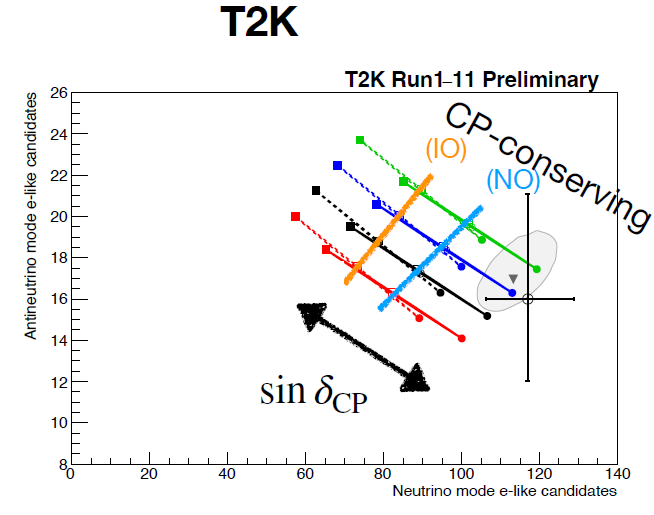 T2K
T2K Run1–11 Preliminary
CP-conserving
(IO)
(NO)
sin δCP
Antineutrino mode e-like candidates
26
24
22
20
18
16
14
12
10
8
0 20 40 60 80 100 120 140
Neutrino mode e-like candidates